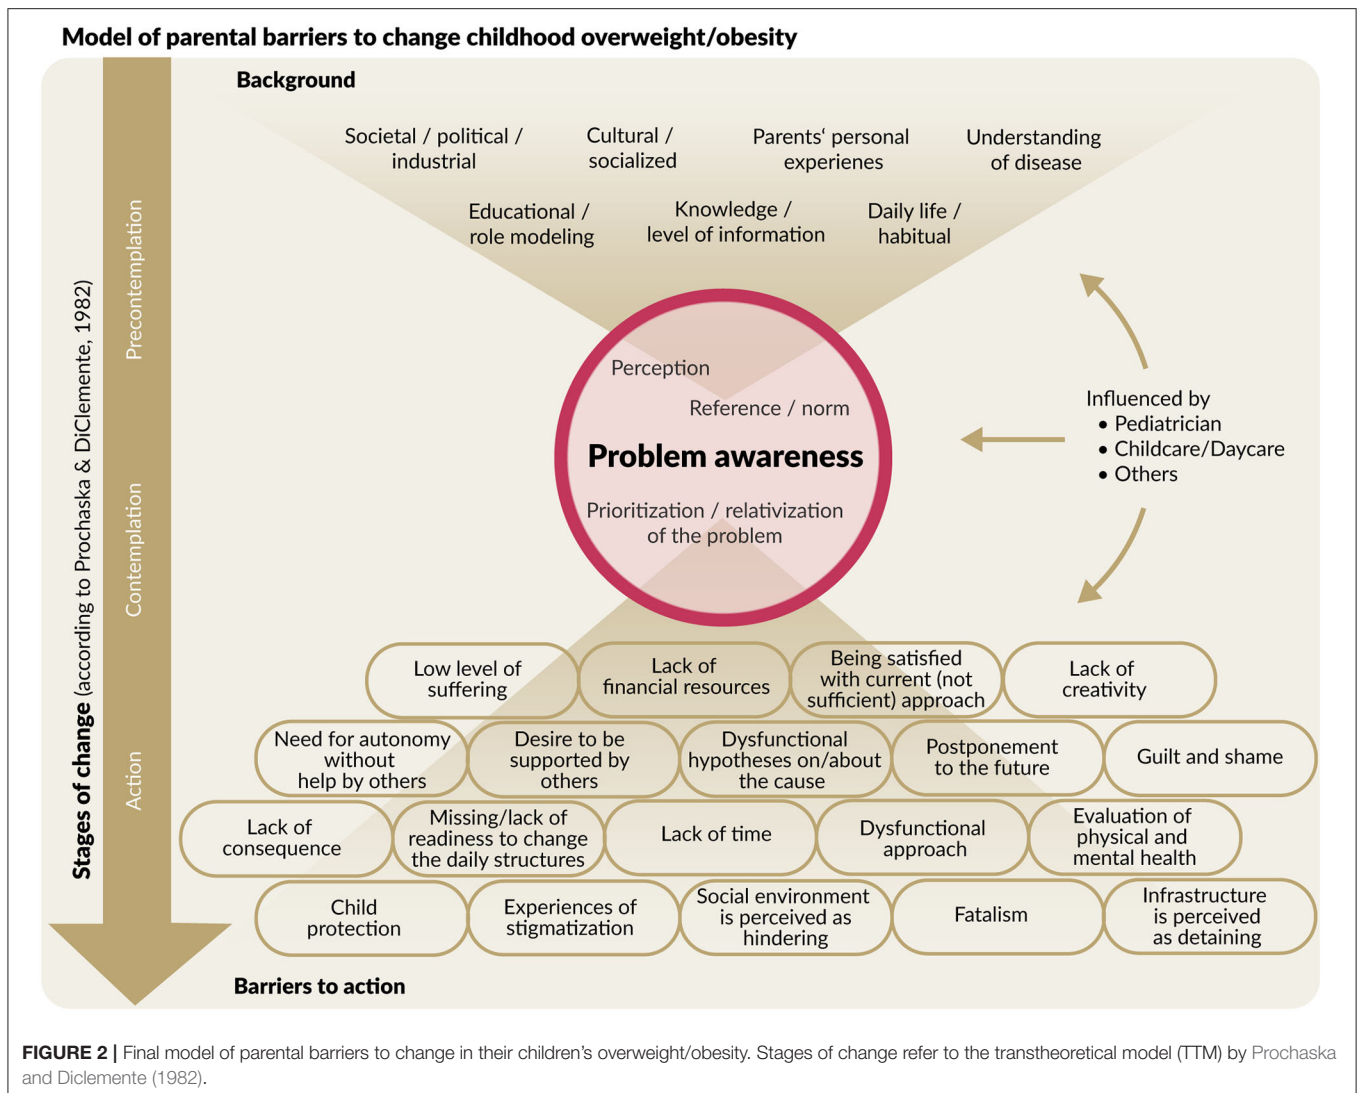 Model of parental barriers to change childhood overweight/obesity
Background
Societal / political /
industrial
Cultural /
socialized
Parents‘ personal
experienes
Understanding
of disease
Educational /
role modeling
Knowledge /
level of information
Daily life /
habitual
Stages of change (according to Prochaska & DiClemente, 1982)
Precontemplation
Contemplation
Action
Perception
Reference / norm
Problem awareness
Prioritization / relativization
of the problem
Influenced by
• Pediatrician
• Childcare/Daycare
• Others
Low level of
suffering
Lack of
financial resources
Being satisfied
with current (not
sufficient) approach
Lack of
creativity
Need for autonomy
without
help by others
Desire to be
supported by
others
Dysfunctional
hypotheses on/about
the cause
Postponement
to the future
Guilt and shame
Lack of
consequence
Missing/lack of
readiness to change
the daily structures
Lack of time
Dysfunctional
approach
Evaluation of
physical and
mental health
Child
protection
Experiences of
stigmatization
Social environment
is perceived as
hindering
Fatalism
Infrastructure
is perceived
as detaining
Barriers to action
FIGURE 2 | Final model of parental barriers to change in their children’s overweight/obesity. Stages of change refer to the transtheoretical model (TTM) by Prochaska
and Diclemente (1982).